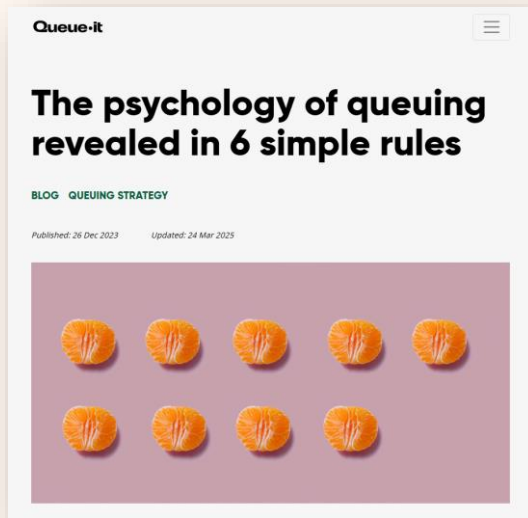 Queue-it
The psychology of queuing
revealed in 6 simple rules
BLOG QUEUING STRATEGY
Published: 26 Dec 2023 Updated: 24 Mar 2025